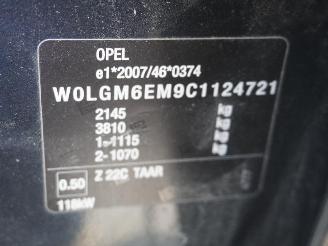 OPEL
e1*2007/46*0374
W0LGM6EM9C1124721
2145 kg
3810 kg
1-1115 kg
2-1070 kg
0.50 Z 22C TAAR
118kW